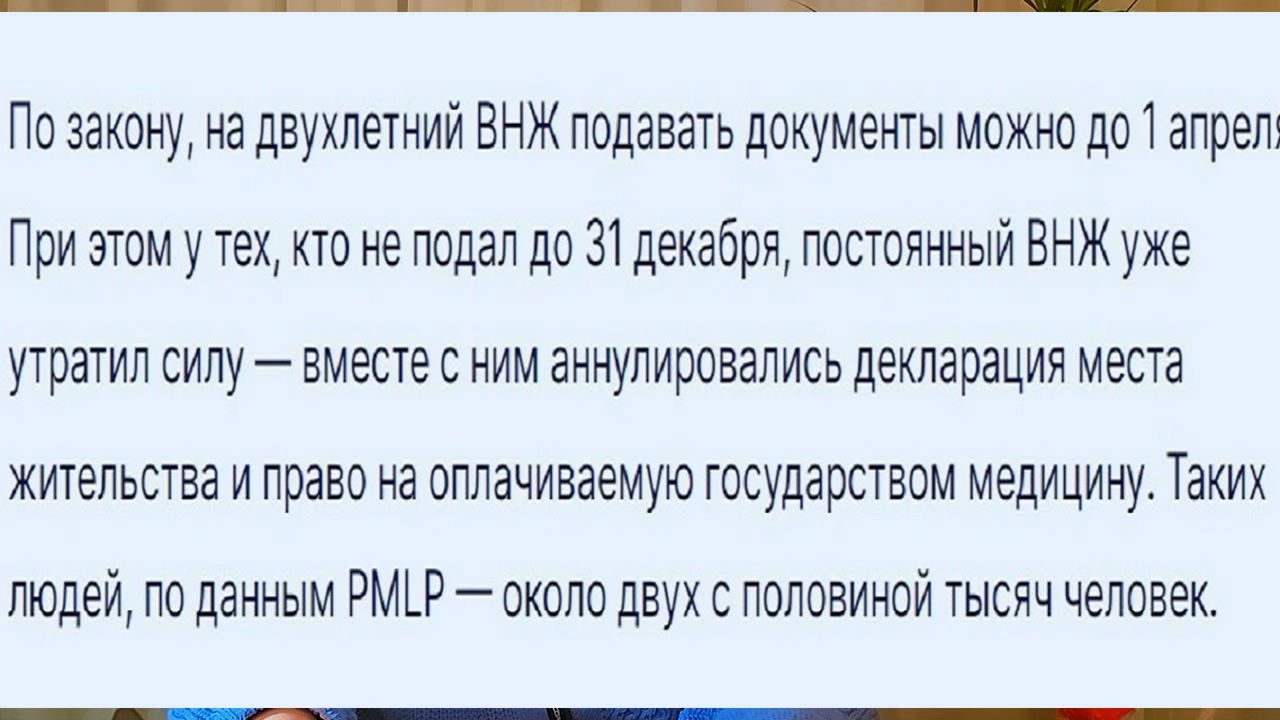 По закону, на двухлетний ВНЖ подавать документы можно до 1 апреля
При этом у тех, кто не подал до 31 декабря, постоянный ВНЖ уже
утратил силу — вместе с ним аннулировались декларация места
жительства и право на оплачиваемую государством медицину. Таких
людей, по данным PMLP — около двух с половиной тысяч человек.